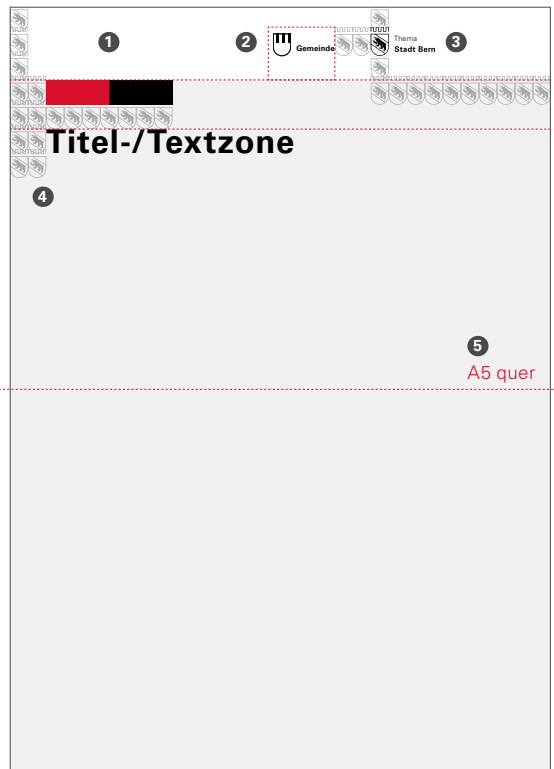 1
2
Gemeinde
Thema
Stadt Bern
3
Titel-/Textzone
4
5
A5 quer